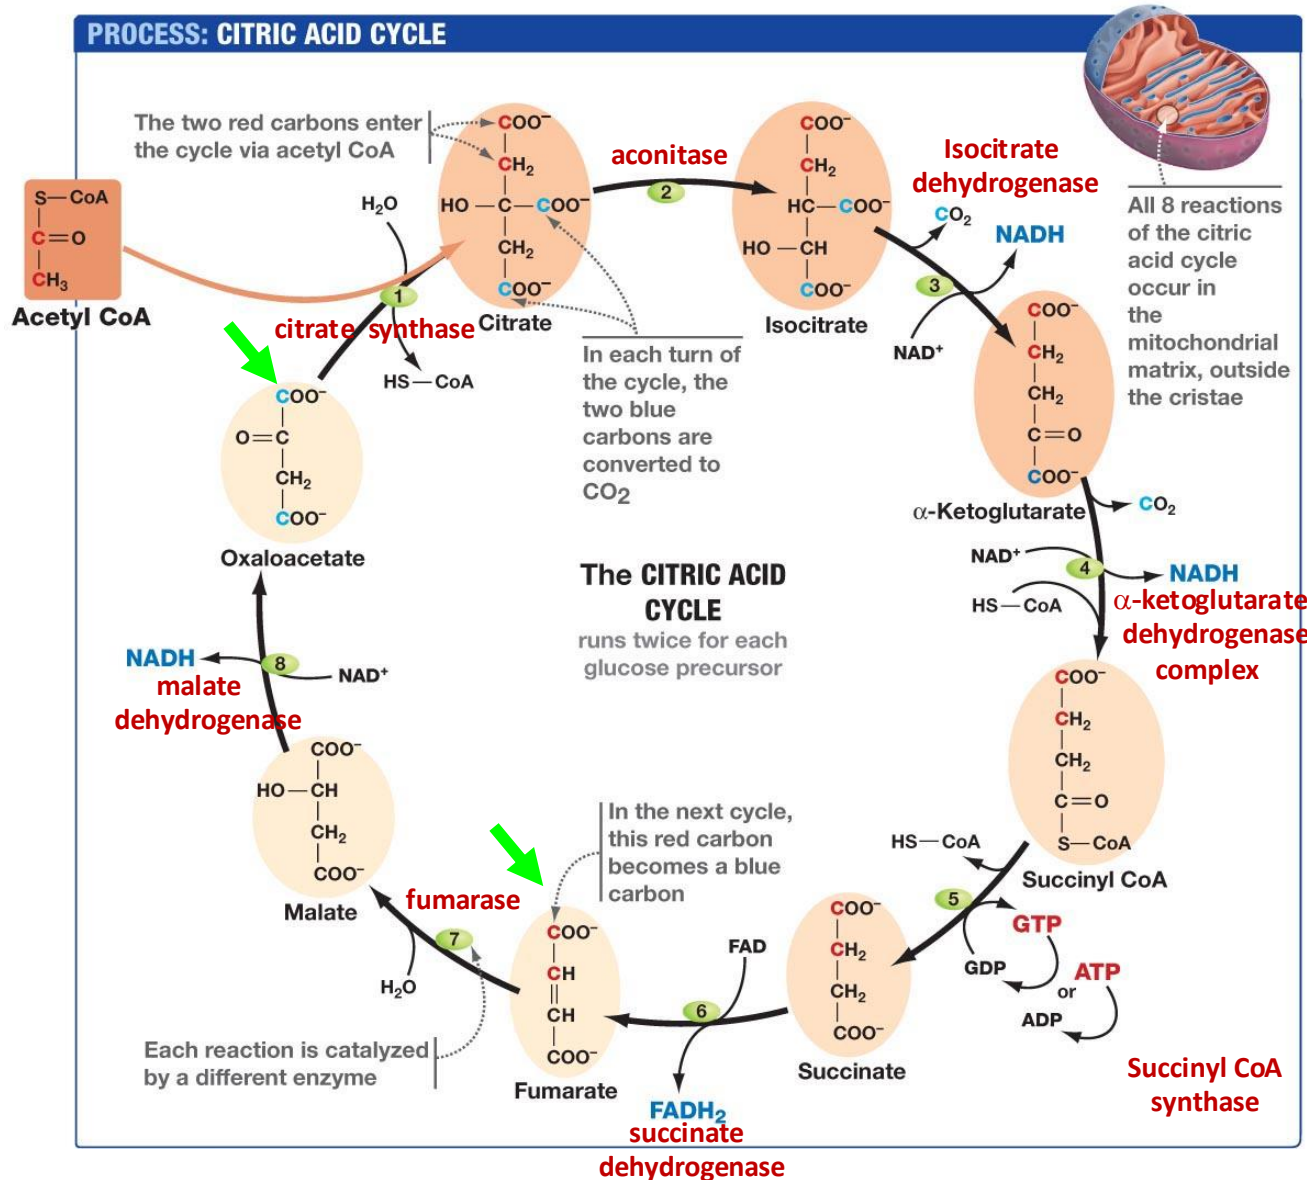 PROCESS: CITRIC ACID CYCLE
The two red carbons enter
the cycle via acetyl CoA
S—CoA
C=O
CH₃
Acetyl CoA
H₂O
1
citrate synthase
HS—CoA
COO⁻
CH₂
HO—C—COO⁻
CH₂
COO⁻
Citrate
aconitase
2
COO⁻
CH₂
HC—COO⁻
HO—CH
COO⁻
Isocitrate
Isocitrate
dehydrogenase
CO₂
NADH
3
NAD⁺
All 8 reactions
of the citric
acid cycle
occur in
the
mitochondrial
matrix, outside
the cristae
In each turn of
the cycle, the
two blue
carbons are
converted to
CO2
COO⁻
CH₂
CH₂
C=O
COO⁻
α-Ketoglutarate
CO₂
NAD⁺
4
NADH
HS—CoA
α-ketoglutarate
dehydrogenase
complex
COO⁻
CH₂
CH₂
C=O
S—CoA
Succinyl CoA
HS—CoA
5
GTP
GDP
or
ATP
ADP
Succinyl CoA
synthase
COO⁻
CH₂
CH₂
COO⁻
Succinate
FAD
6
FADH₂
succinate
dehydrogenase
In the next cycle,
this red carbon
becomes a blue
carbon
COO⁻
CH
CH
COO⁻
Fumarate
fumarase
7
H₂O
Each reaction is catalyzed
by a different enzyme
COO⁻
HO—CH
CH₂
COO⁻
Malate
malate
dehydrogenase
NADH
8
NAD⁺
COO⁻
O=C
CH₂
COO⁻
Oxaloacetate
The CITRIC ACID
CYCLE
runs twice for each
glucose precursor